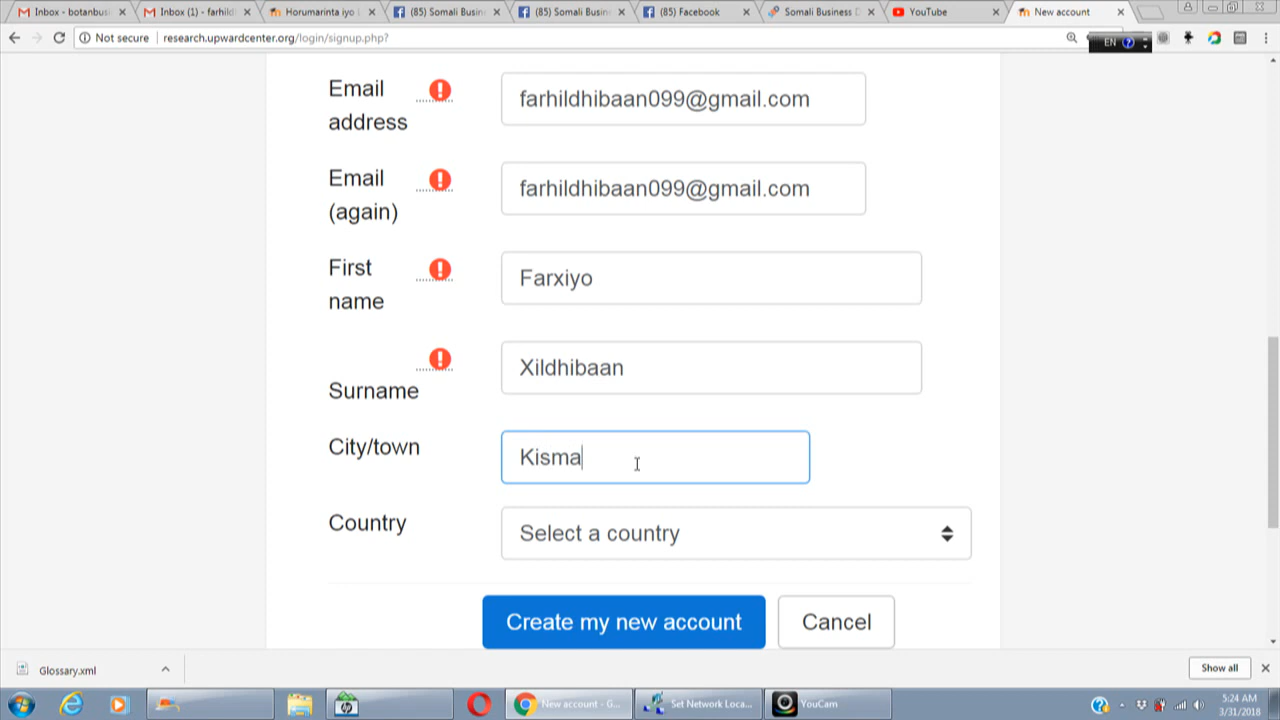 Inbox - botanbus
Inbox (1) - farhild
Horumarinta iyo
(85) Somali Busin
(85) Somali Busin
(85) Facebook
Somali Business D
YouTube
New account
Not secure
research.upwardcenter.org/login/signup.php?
EN
Email address
farhildhibaan099@gmail.com
Email (again)
farhildhibaan099@gmail.com
First name
Farxiyo
Surname
Xildhibaan
City/town
Kisma
Country
Select a country
Create my new account
Cancel
Glossary.xml
Show all
New account - G...
Set Network Loca...
YouCam
5:24 AM
3/31/2018